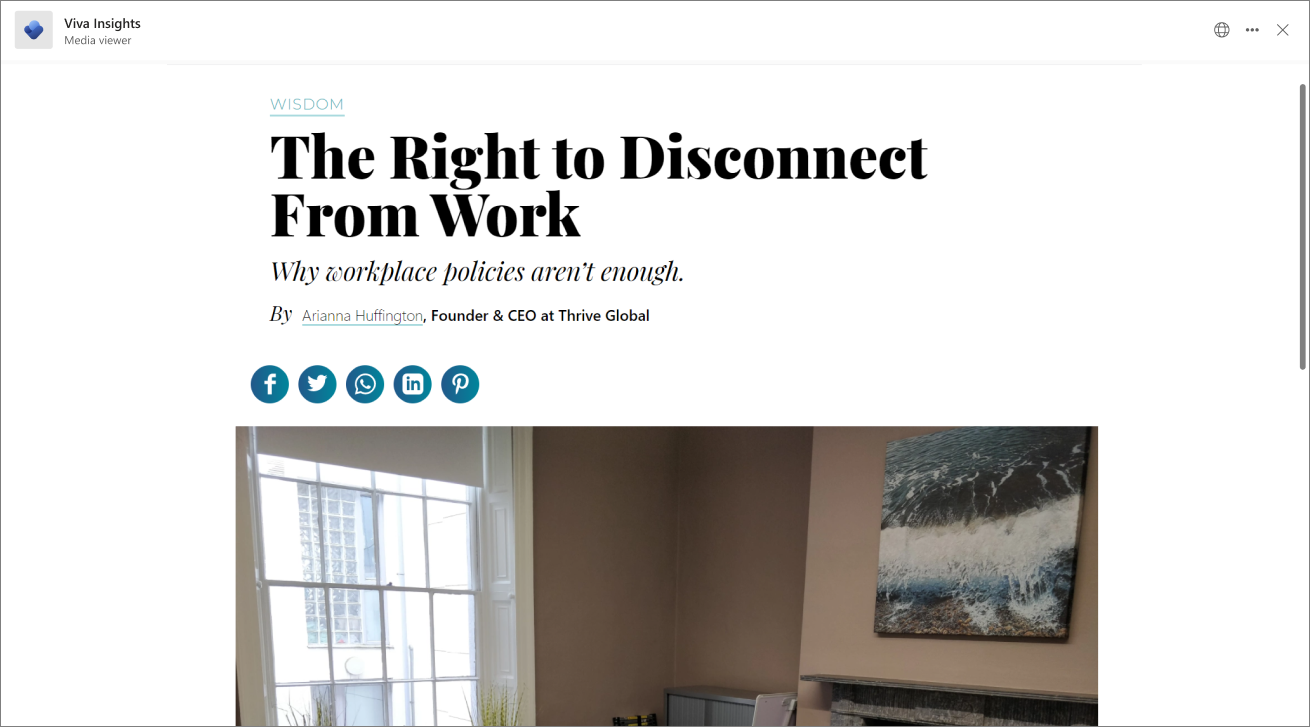 Viva Insights
Media viewer
WISDOM
The Right to Disconnect
From Work
Why workplace policies aren't enough.
By Arianna Huffington, Founder & CEO at Thrive Global